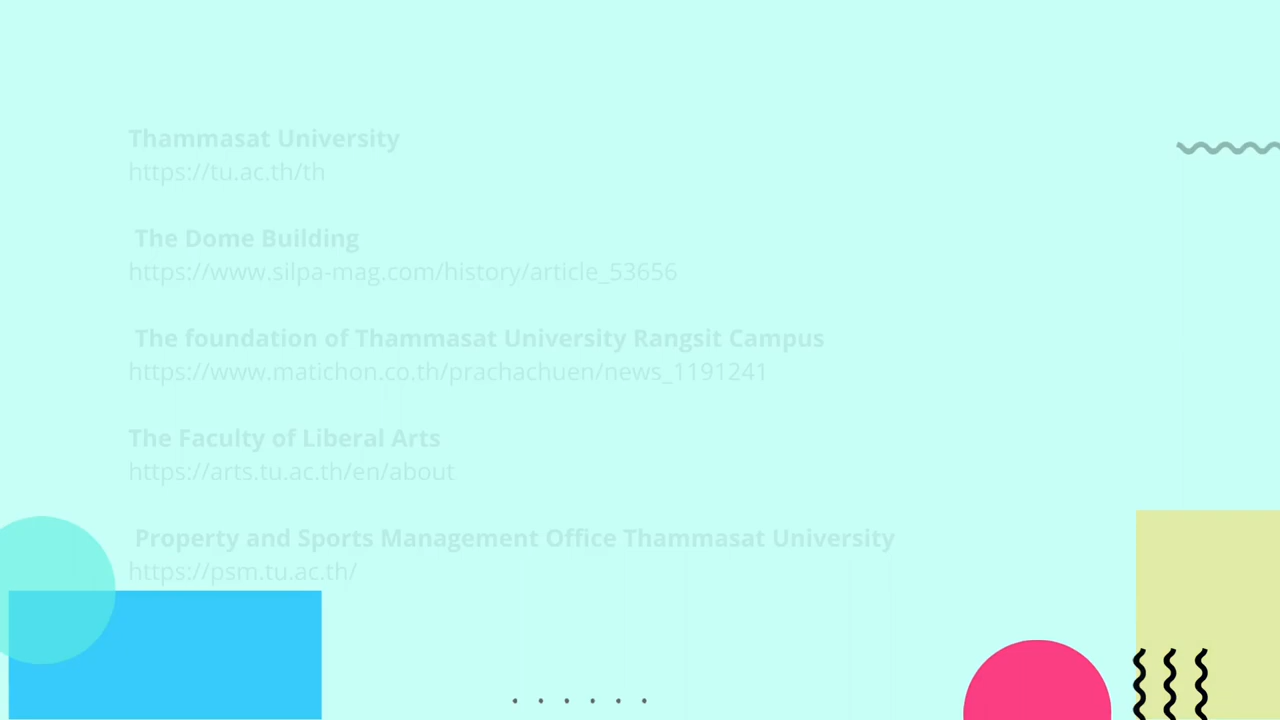 Thammasat University
https://tu.ac.th/th
The Dome Building
https://www.silpa-mag.com/history/article_53656
The foundation of Thammasat University Rangsit Campus
https://www.matichon.co.th/prachachuen/news_1191241
The Faculty of Liberal Arts
https://arts.tu.ac.th/en/about
Property and Sports Management Office Thammasat University
https://psm.tu.ac.th/